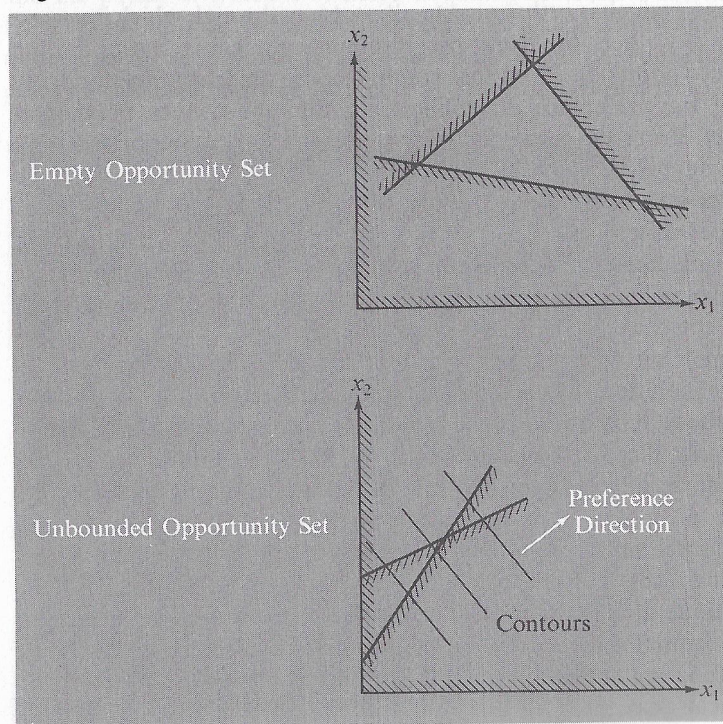 x₂
Empty Opportunity Set
x₁
x₂
Preference
Direction
Unbounded Opportunity Set
Contours
x₁